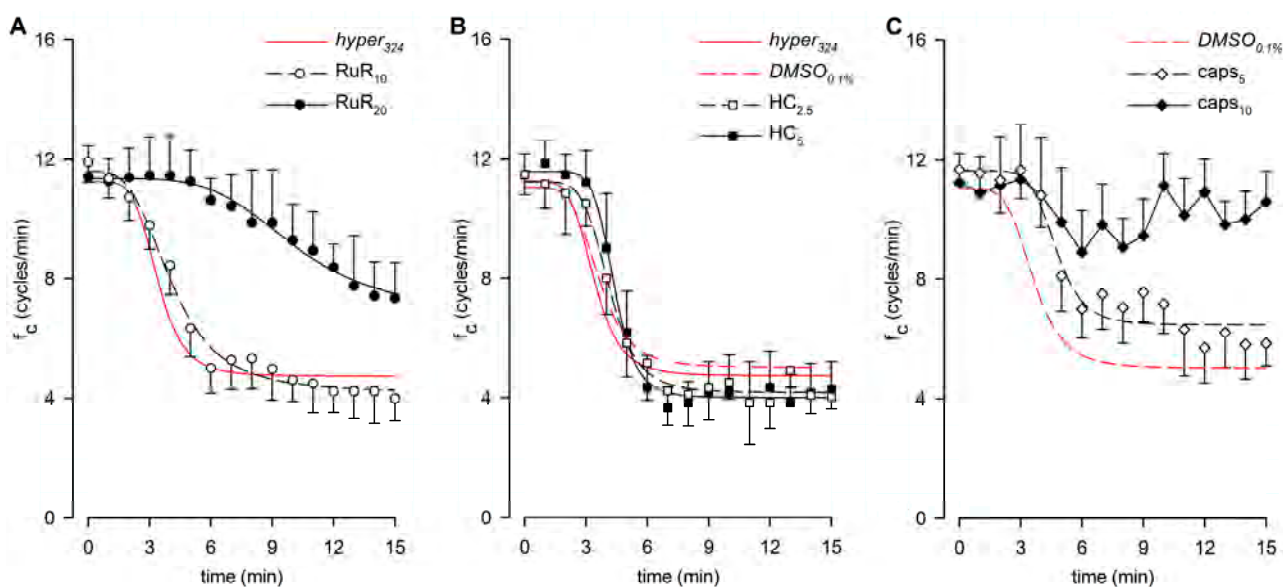 A
16
12
8
4
0
f_c (cycles/min)
0 3 6 9 12 15
time (min)
hyper_324
RuR_10
RuR_20
B
16
12
8
4
0
f_c (cycles/min)
0 3 6 9 12 15
time (min)
hyper_324
DMSO_0.1%
HC_2.5
HC_5
C
16
12
8
4
0
f_c (cycles/min)
0 3 6 9 12 15
time (min)
DMSO_0.1%
caps_5
caps_10